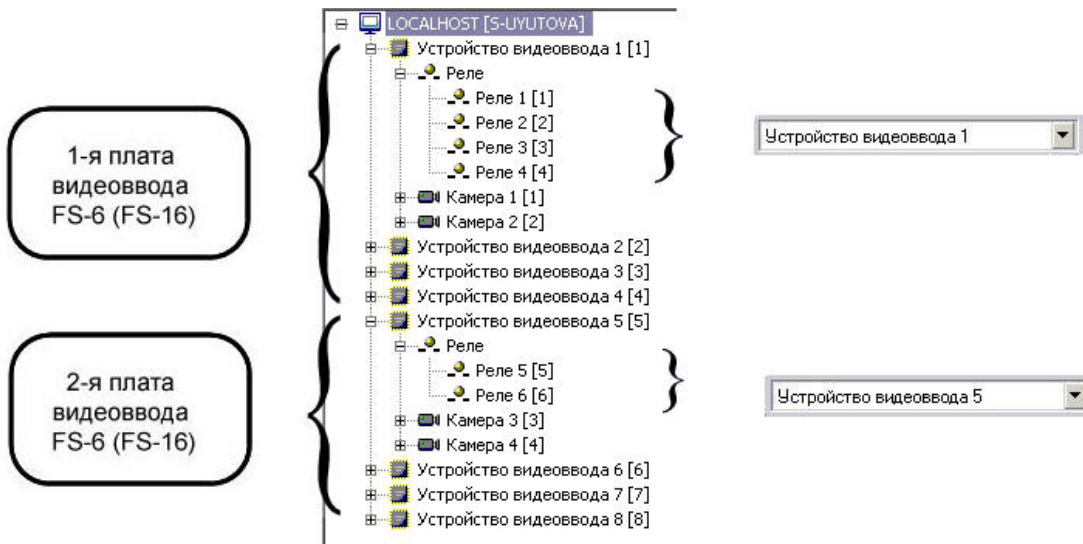 LOCALHOST [S-UYUTOVA]
Устройство видеоввода 1 [1]
Реле
Реле 1 [1]
Реле 2 [2]
Реле 3 [3]
Реле 4 [4]
Камера 1 [1]
Камера 2 [2]
Устройство видеоввода 2 [2]
Устройство видеоввода 3 [3]
Устройство видеоввода 4 [4]
Устройство видеоввода 5 [5]
Реле
Реле 5 [5]
Реле 6 [6]
Камера 3 [3]
Камера 4 [4]
Устройство видеоввода 6 [6]
Устройство видеоввода 7 [7]
Устройство видеоввода 8 [8]
1-я плата
видеоввода
FS-6 (FS-16)
2-я плата
видеоввода
FS-6 (FS-16)
Устройство видеоввода 1
Устройство видеоввода 5